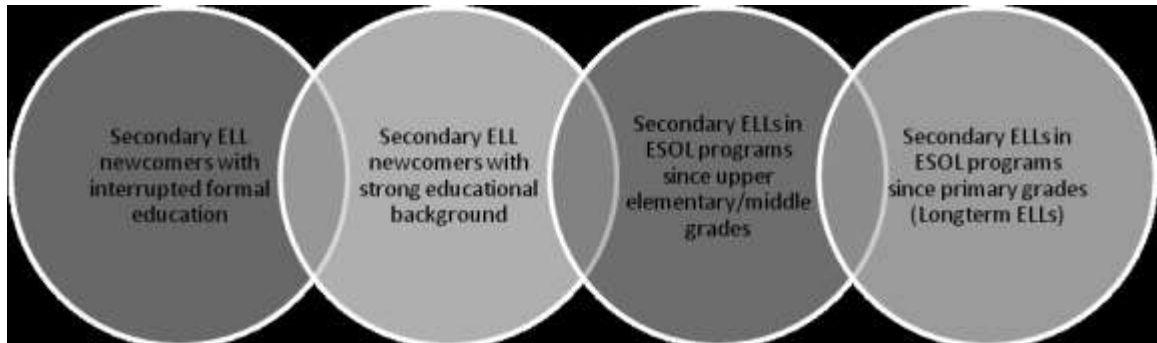 Secondary ELL
newcomers with
interrupted formal
education
Secondary ELL
newcomers with
strong educational
background
Secondary ELLs in
ESOL programs
since upper
elementary/middle
grades
Secondary ELLs in
ESOL programs
since primary grades
(Longterm ELLs)